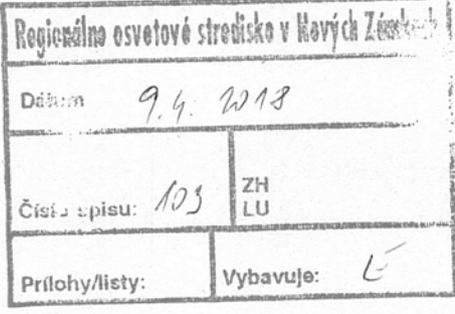 Regionálne osvetové stredisko v Nových Zámkoch
Dátum 9.4. 2018
Číslo spisu: 103
ZH
LU
Prílohy/listy:
Vybavuje: